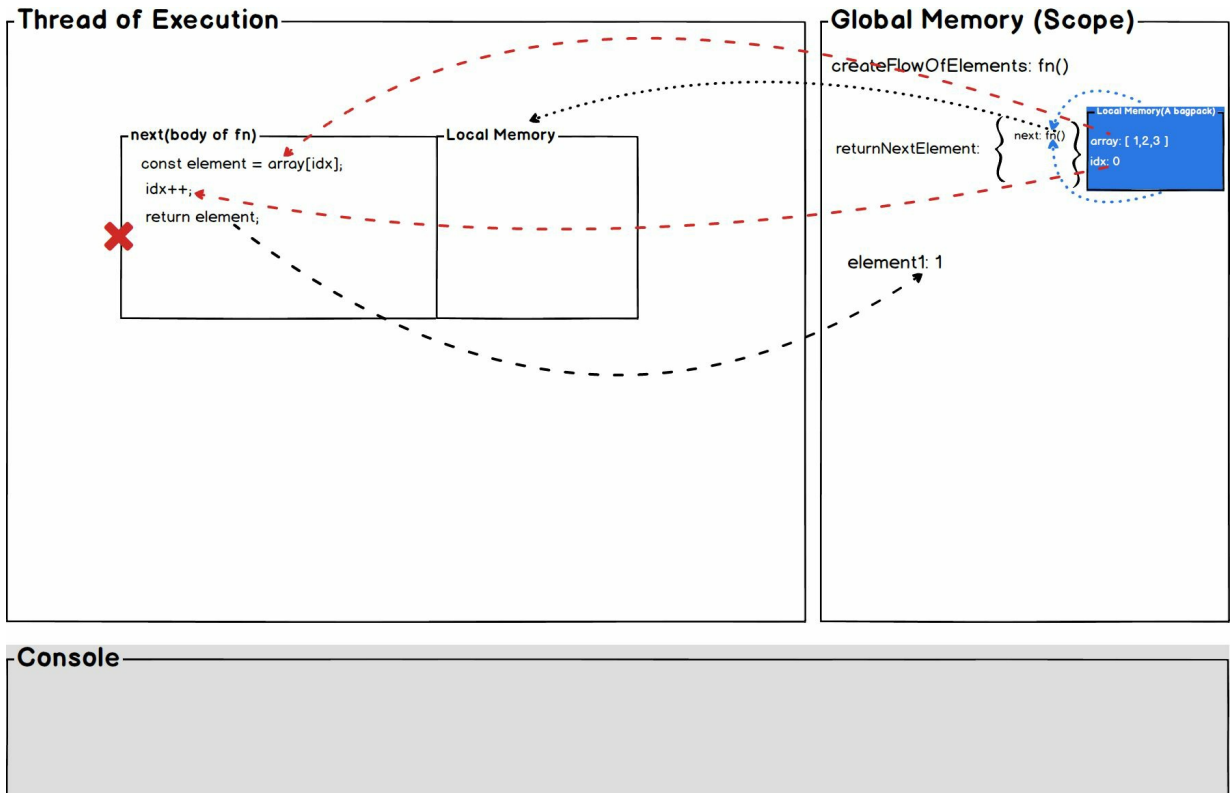 Thread of Execution
Global Memory (Scope)
createFlowOfElements: fn()
Local Memory(A bagpack)
next(body of fn)
Local Memory
next: fn()
array: [ 1,2,3 ]
returnNextElement: { }
const element = array[idx];
idx: 0
idx++;
return element;
element1: 1
Console